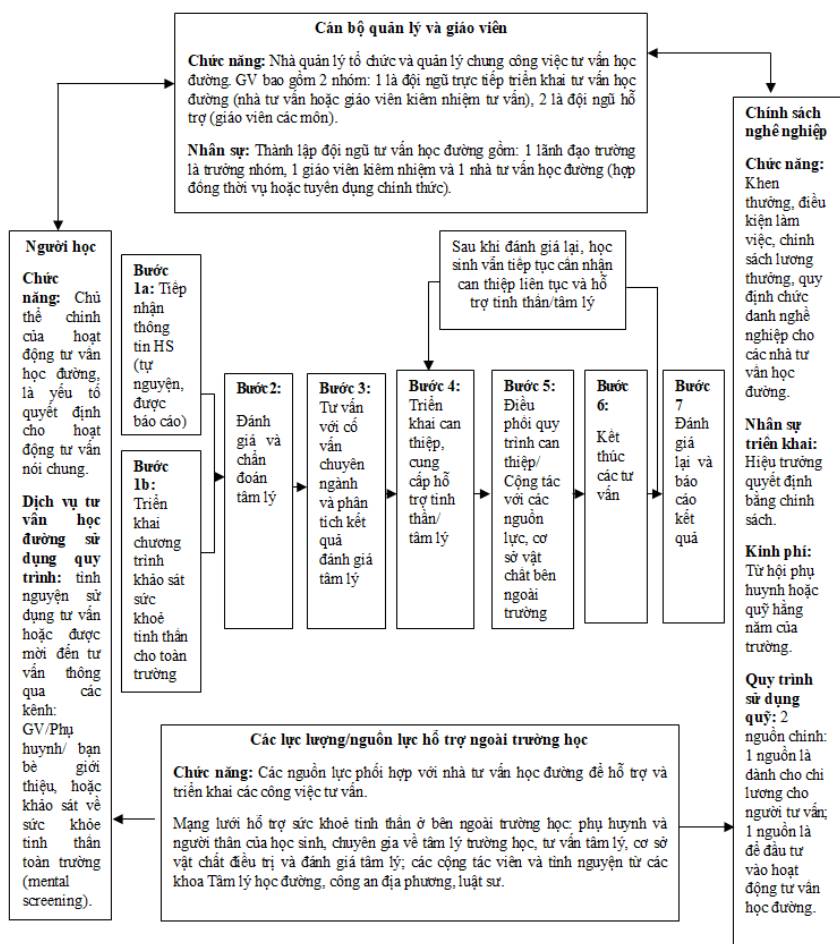 Cán bộ quản lý và giáo viên
Chức năng: Nhà quản lý tổ chức và quản lý chung công việc tư vấn học
đường. GV bao gồm 2 nhóm: 1 là đội ngũ trực tiếp triển khai tư vấn học
đường (nhà tư vấn hoặc giáo viên kiêm nhiệm tư vấn), 2 là đội ngũ hỗ
trợ (giáo viên các môn).
Nhân sự: Thành lập đội ngũ tư vấn học đường gồm: 1 lãnh đạo trường
là trưởng nhóm, 1 giáo viên kiêm nhiệm và 1 nhà tư vấn học đường (hợp
đồng thời vụ hoặc tuyển dụng chính thức).
Người học
Chức
năng: Chủ
thể chính
của hoạt
động tư vấn
học đường,
là yếu tố
quyết định
cho hoạt
động tư vấn
nói chung.
Dịch vụ tư
vấn học
đường sử
dụng quy
trình: tình
nguyện sử
dụng tư vấn
hoặc được
mời đến tư
vấn thông
qua các
kênh:
GV/Phụ
huynh/ bạn
bè giới
thiệu, hoặc
khảo sát về
sức khỏe
tinh thần
toàn trường
(mental
screening).
Bước
1a: Tiếp
nhận
thông
tin HS
(tự
nguyện,
được
báo cáo)
Bước
1b:
Triển
khai
chương
trình
khảo sát
sức
khoẻ
tinh thần
cho toàn
trường
Bước 2:
Đánh
giá và
chẩn
đoán
tâm lý
Bước 3:
Tư vấn
với cố
vấn
chuyên
ngành
và phân
tích kết
quả
đánh giá
tâm lý
Sau khi đánh giá lại, học
sinh vẫn tiếp tục cần nhận
can thiệp liên tục và hỗ
trợ tinh thần/tâm lý
Bước 4:
Triển
khai can
thiệp,
cung
cấp hỗ
trợ tinh
thần/
tâm lý
Bước 5:
Điều
phối quy
trình can
thiệp/
Cộng tác
với các
nguồn
lực, cơ
sở vật
chất bên
ngoài
trường
Bước
6:
Kết
thúc
các tư
vấn
Bước 7
Đánh
giá lại
và báo
cáo
kết
quả
Chính sách
nghề nghiệp
Chức năng:
Khen
thưởng, điều
kiện làm
việc, chính
sách lương
thưởng, quy
định chức
danh nghề
nghiệp cho
các nhà tư
vấn học
đường.
Nhân sự
triển khai:
Hiệu trưởng
quyết định
bằng chính
sách.
Kinh phí:
Từ hội phụ
huynh hoặc
quỹ hằng
năm của
trường.
Quy trình
sử dụng
quỹ: 2
nguồn chính:
1 nguồn là
dành cho chi
lương cho
người tư vấn;
1 nguồn là
để đầu tư
vào hoạt
động tư vấn
học đường.
Các lực lượng/nguồn lực hỗ trợ ngoài trường học
Chức năng: Các nguồn lực phối hợp với nhà tư vấn học đường để hỗ trợ và
triển khai các công việc tư vấn.
Mạng lưới hỗ trợ sức khoẻ tinh thần ở bên ngoài trường học: phụ huynh và
người thân của học sinh, chuyên gia về tâm lý trường học, tư vấn tâm lý, cơ sở
vật chất điều trị và đánh giá tâm lý; các cộng tác viên và tình nguyện từ các
khoa Tâm lý học đường, công an địa phương, luật sư.